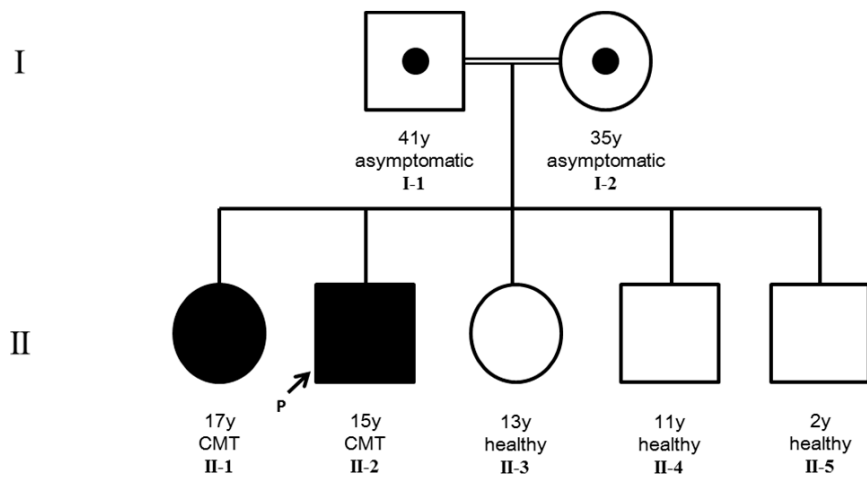 I
41y 35y
asymptomatic asymptomatic
I-1 I-2
II
P
17y 15y 13y 11y 2y
CMT CMT healthy healthy healthy
II-1 II-2 II-3 II-4 II-5